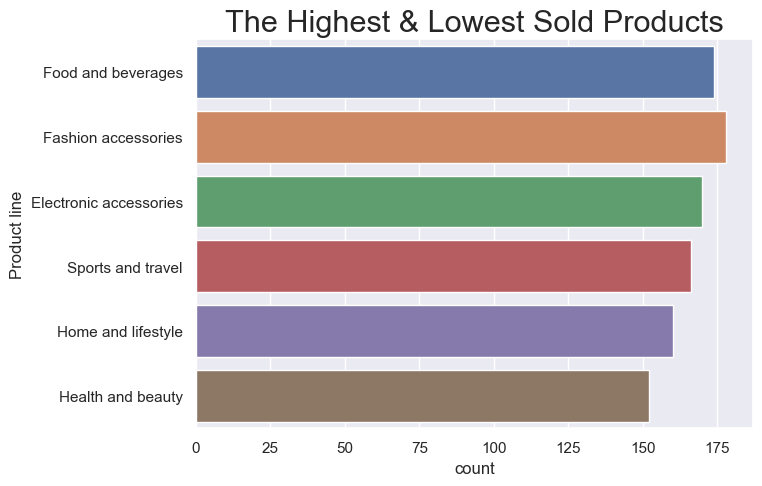 The Highest & Lowest Sold Products
Product line
Food and beverages
Fashion accessories
Electronic accessories
Sports and travel
Home and lifestyle
Health and beauty
0 25 50 75 100 125 150 175
count